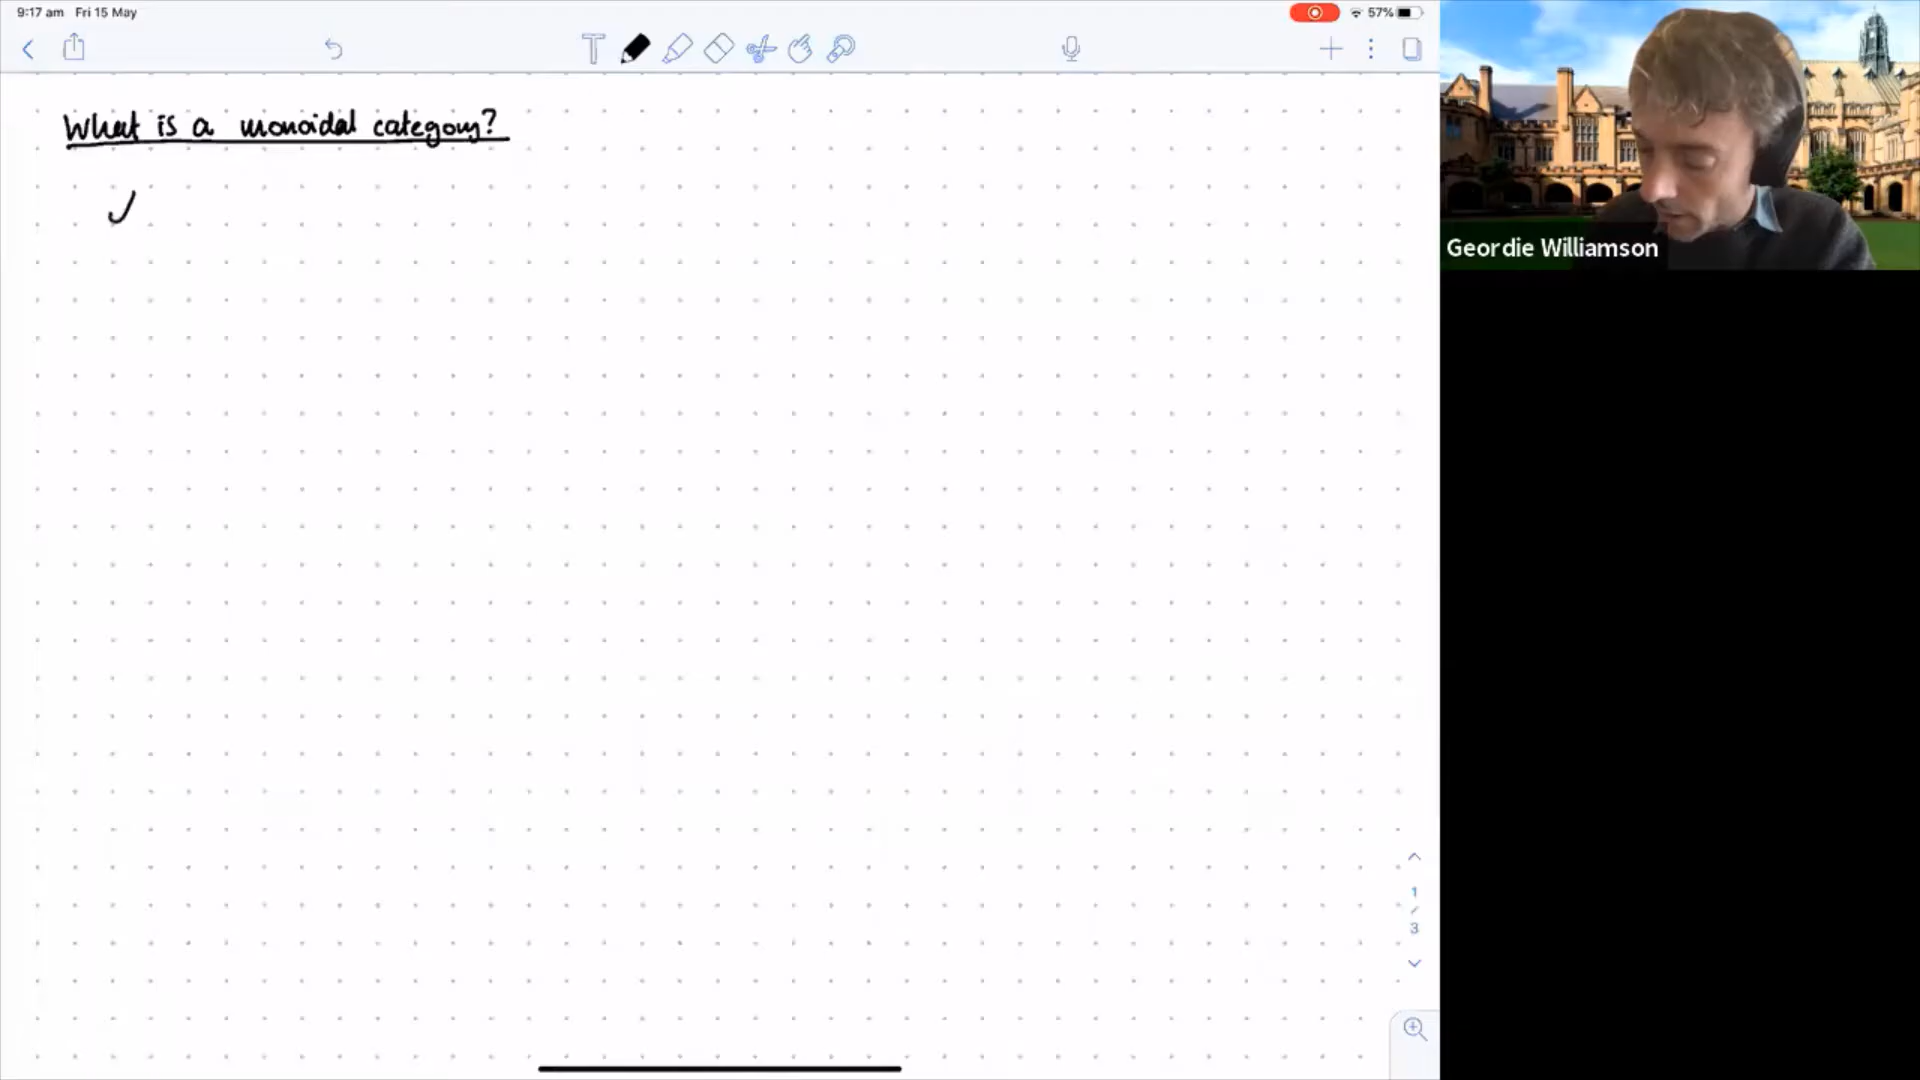 9:17 am Fri 15 May
57%
What is a monoidal category?
Geordie Williamson
1
/
3